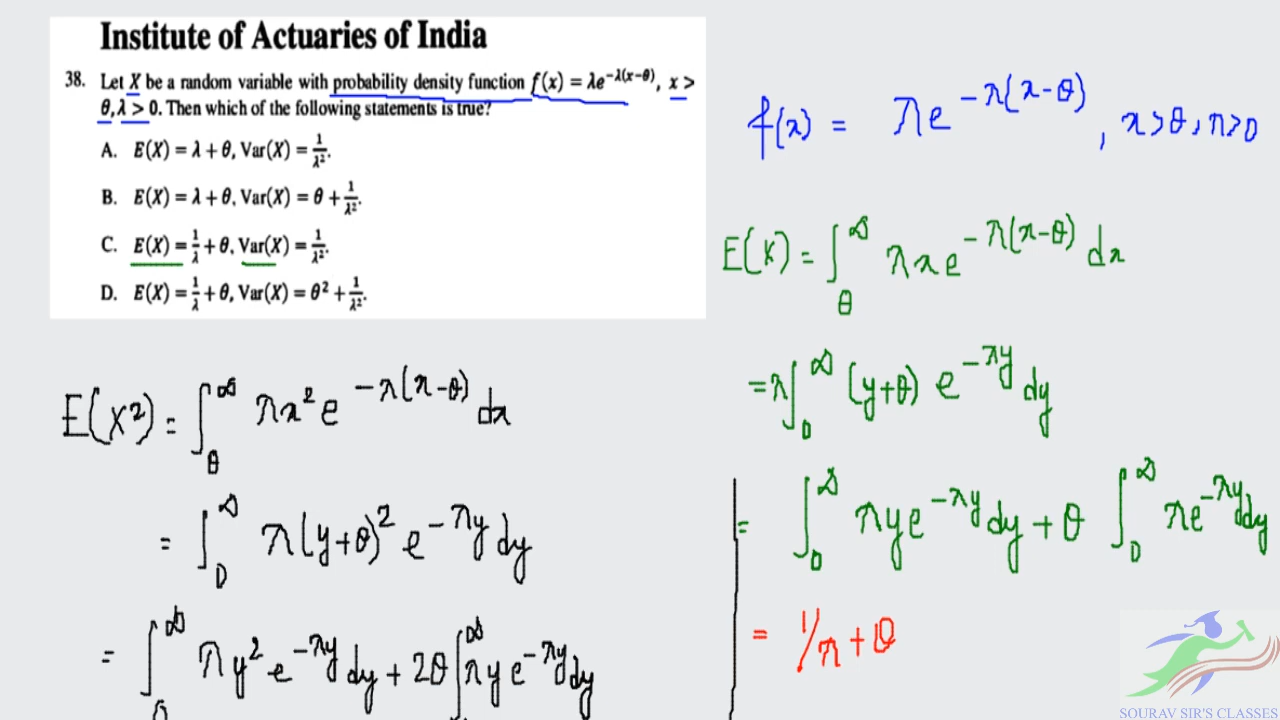 Institute of Actuaries of India
38. Let X be a random variable with probability density function f(x) = λe^{-λ(x-θ)}, x >
θ, λ > 0. Then which of the following statements is true?
A. E(X) = λ + θ, Var(X) = 1/λ².
B. E(X) = λ + θ, Var(X) = θ + 1/λ².
C. E(X) = 1/λ + θ, Var(X) = 1/λ².
D. E(X) = 1/λ + θ, Var(X) = θ² + 1/λ².
f(x) = λe^{-λ(x-θ)}, x>θ, λ>0
E(X) = ∫_θ^∞ λxe^{-λ(x-θ)} dx
= λ∫_0^∞ (y+θ) e^{-λy} dy
= ∫_0^∞ λye^{-λy} dy + θ ∫_0^∞ λe^{-λy} dy
= 1/λ + θ
E(X²) = ∫_θ^∞ λx² e^{-λ(x-θ)} dx
= ∫_0^∞ λ(y+θ)² e^{-λy} dy
= ∫_0^∞ λy² e^{-λy} dy + 2θ ∫^∞ λye^{-λy} dy
SOURAV SIR'S CLASSES